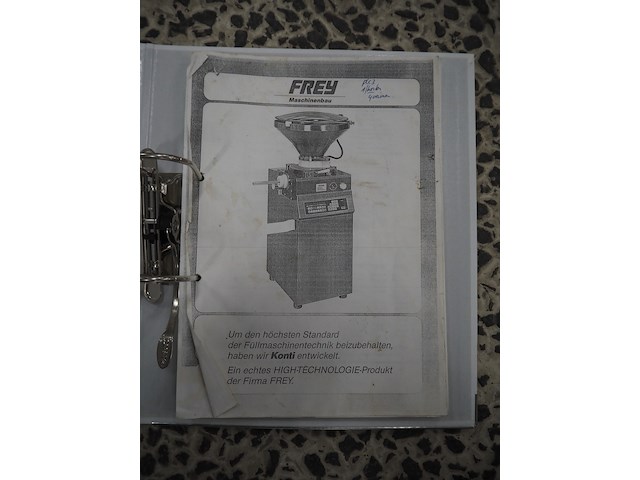 FREY
Maschinenbau
Um den höchsten Standard
der Füllmaschinentechnik beizubehalten,
haben wir Konti entwickelt.
Ein echtes HIGH-TECHNOLOGIE-Produkt
der Firma FREY.